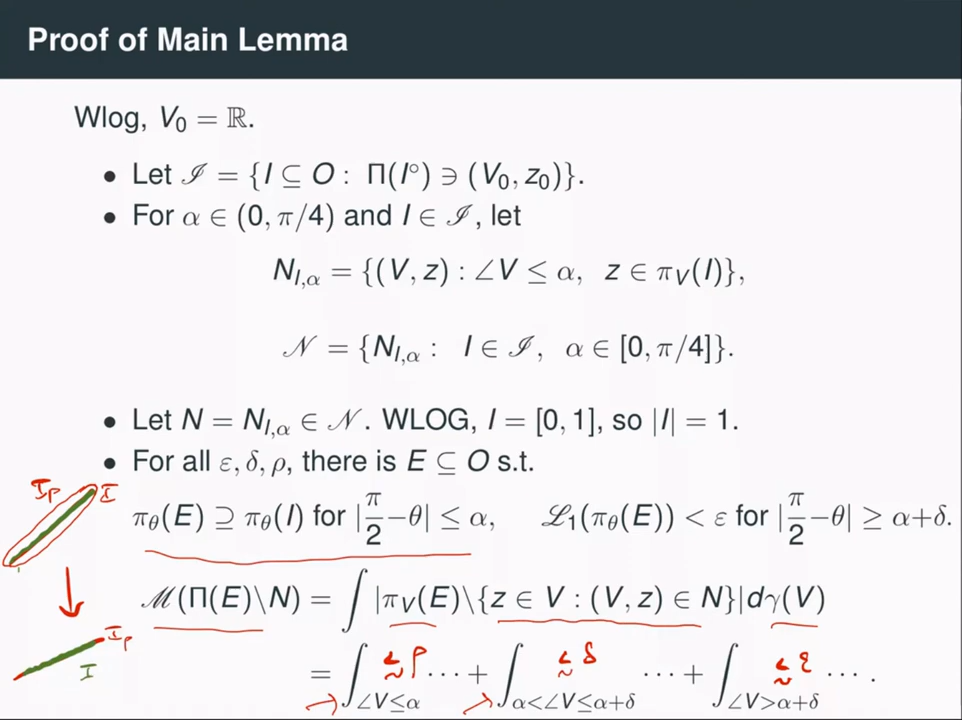 Proof of Main Lemma
Wlog, V₀ = ℝ.
• Let 𝓘 = {I ⊆ O : Π(I°) ∋ (V₀, z₀)}.
• For α ∈ (0, π/4) and I ∈ 𝓘, let
N_{I,α} = {(V, z) : ∠V ≤ α, z ∈ π_V(I)},
𝒩 = {N_{I,α} : I ∈ 𝓘, α ∈ [0, π/4]}.
• Let N = N_{I,α} ∈ 𝒩. WLOG, I = [0, 1], so |I| = 1.
• For all ε, δ, ρ, there is E ⊆ O s.t.
I_ρ I
π_θ(E) ⊇ π_θ(I) for |π/2−θ| ≤ α, ℒ₁(π_θ(E)) < ε for |π/2−θ| ≥ α+δ.
ℳ(Π(E)\N) = ∫ |π_V(E)\{z ∈ V : (V, z) ∈ N}|dγ(V)
I_ρ
I
= ∫_{∠V≤α} ≲ ρ ··· + ∫_{α<∠V≤α+δ} ≲ δ ··· + ∫_{∠V>α+δ} ≲ ε ··· .